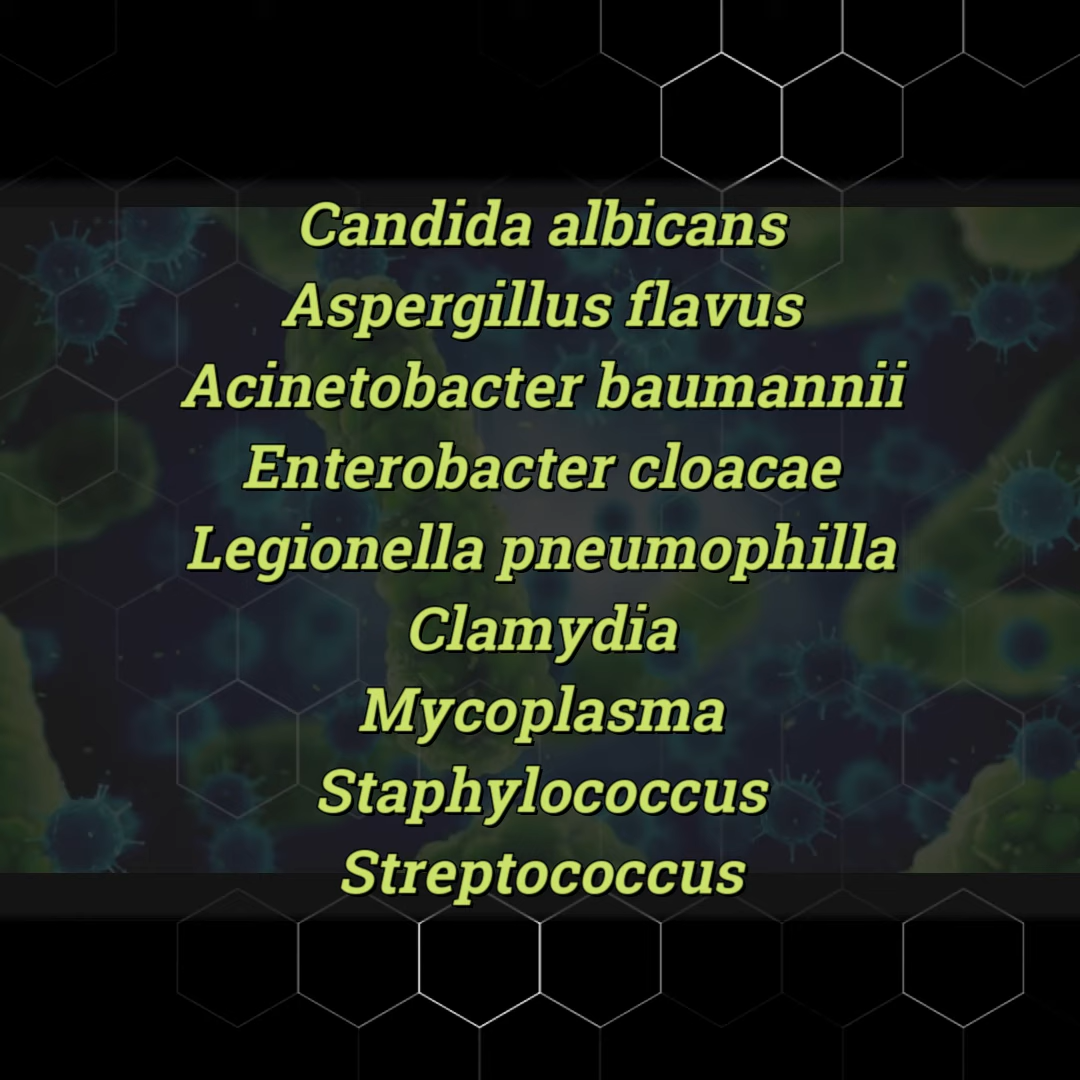 Candida albicans
Aspergillus flavus
Acinetobacter baumannii
Enterobacter cloacae
Legionella pneumophilla
Clamydia
Mycoplasma
Staphylococcus
Streptococcus